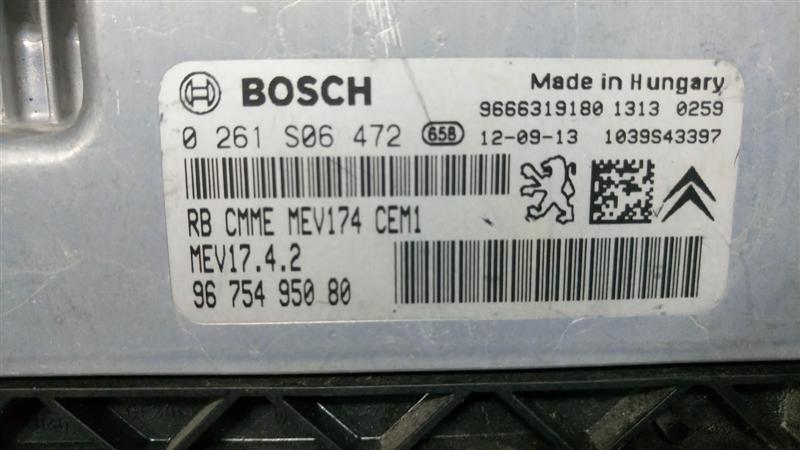 BOSCH
Made in Hungary
9666319180 1313 0259
0 261 S06 472 658 12-09-13 1039S43397
RB CMME MEV174 CEM1
MEV17.4.2
96 754 950 80